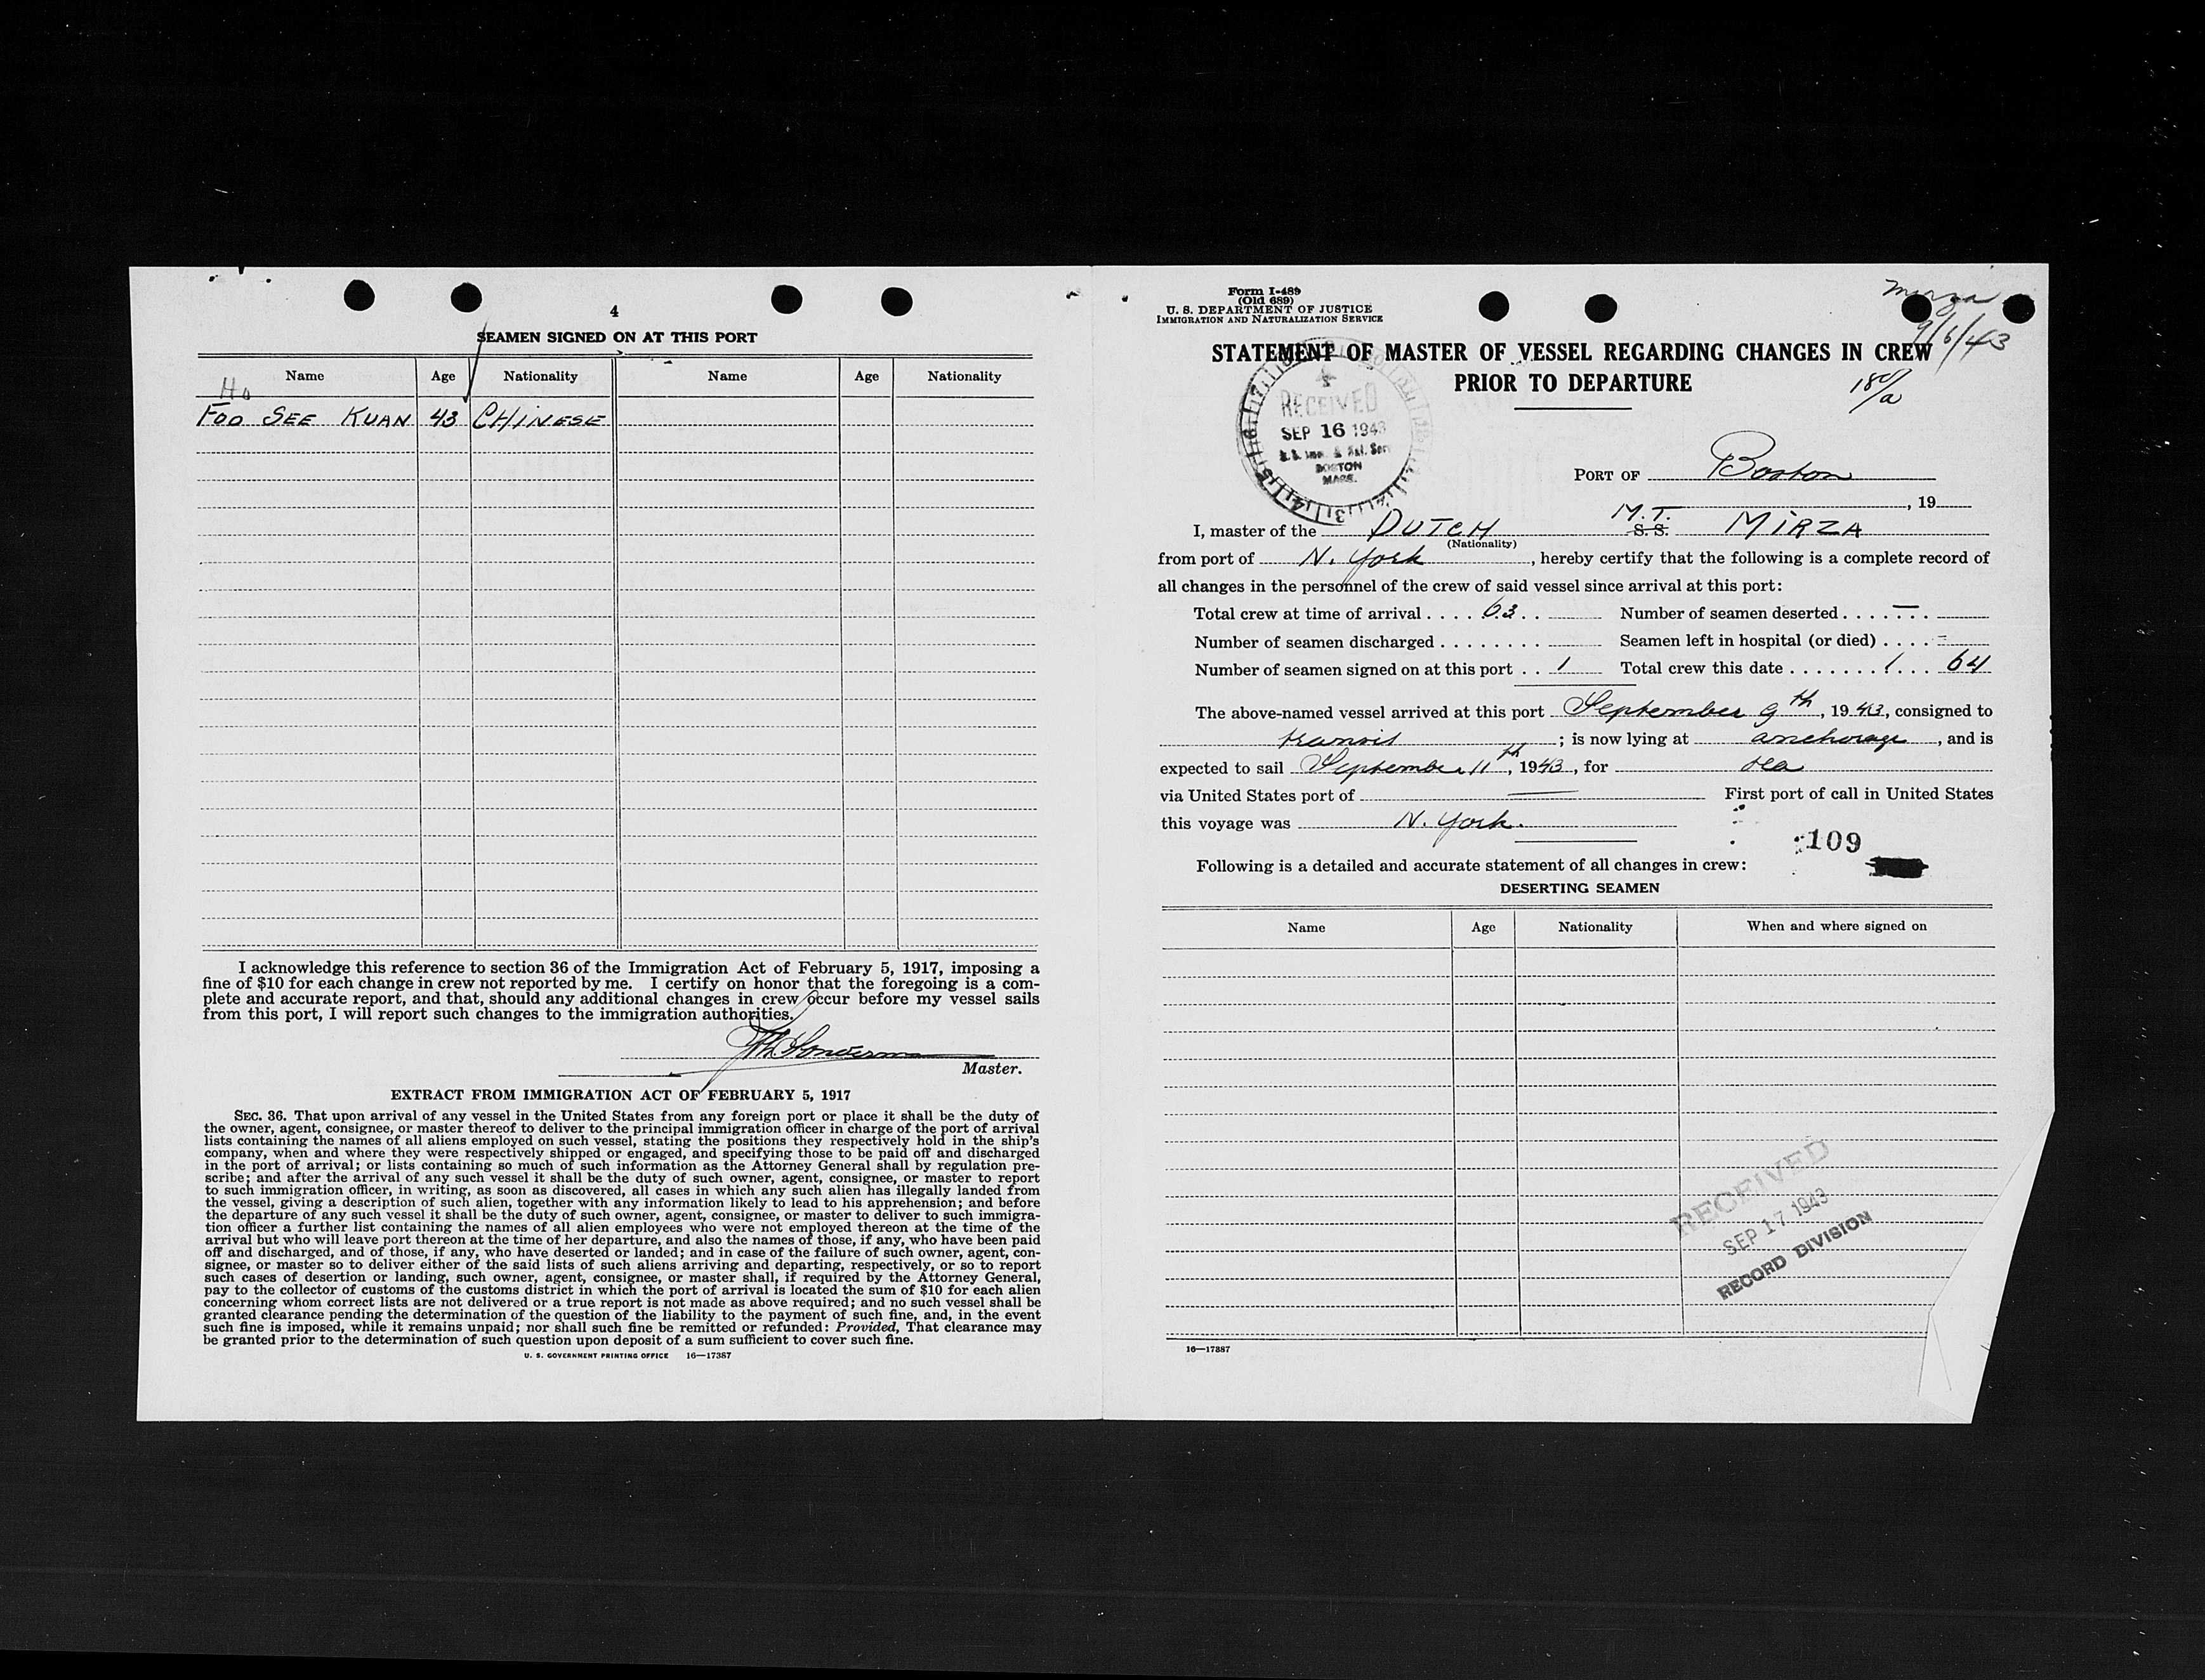 4
SEAMEN SIGNED ON AT THIS PORT
Name Age Nationality Name Age Nationality
Ho
FOO SEE KUAN 43 CHINESE
I acknowledge this reference to section 36 of the Immigration Act of February 5, 1917, imposing a
fine of $10 for each change in crew not reported by me. I certify on honor that the foregoing is a com-
plete and accurate report, and that, should any additional changes in crew occur before my vessel sails
from this port, I will report such changes to the immigration authorities.
Master.
EXTRACT FROM IMMIGRATION ACT OF FEBRUARY 5, 1917
SEC. 36. That upon arrival of any vessel in the United States from any foreign port or place it shall be the duty of
the owner, agent, consignee, or master thereof to deliver to the principal immigration officer in charge of the port of arrival
lists containing the names of all aliens employed on such vessel, stating the positions they respectively hold in the ship's
company, when and where they were respectively shipped or engaged, and specifying those to be paid off and discharged
in the port of arrival; or lists containing so much of such information as the Attorney General shall by regulation pre-
scribe; and after the arrival of any such vessel it shall be the duty of such owner, agent, consignee, or master to report
to such immigration officer, in writing, as soon as discovered, all cases in which any such alien has illegally landed from
the vessel, giving a description of such alien, together with any information likely to lead to his apprehension; and before
the departure of any such vessel it shall be the duty of such owner, agent, consignee, or master to deliver to such immigra-
tion officer a further list containing the names of all alien employees who were not employed thereon at the time of the
arrival but who will leave port thereon at the time of her departure, and also the names of those, if any, who have been paid
off and discharged, and of those, if any, who have deserted or landed; and in case of the failure of such owner, agent, con-
signee, or master so to deliver either of the said lists of such aliens arriving and departing, respectively, or so to report
such cases of desertion or landing, such owner, agent, consignee, or master shall, if required by the Attorney General,
pay to the collector of customs of the customs district in which the port of arrival is located the sum of $10 for each alien
concerning whom correct lists are not delivered or a true report is not made as above required; and no such vessel shall be
granted clearance pending the determination of the question of the liability to the payment of such fine, and, in the event
such fine is imposed, while it remains unpaid; nor shall such fine be remitted or refunded: Provided, That clearance may
be granted prior to the determination of such question upon deposit of a sum sufficient to cover such fine.
U. S. GOVERNMENT PRINTING OFFICE 16—17387
Form I-489
(Old 689)
U. S. DEPARTMENT OF JUSTICE
IMMIGRATION AND NATURALIZATION SERVICE
Mirza
9/6/43
STATEMENT OF MASTER OF VESSEL REGARDING CHANGES IN CREW
PRIOR TO DEPARTURE
RECEIVED
SEP 16 1943
U. S. Imm. & Nat. Serv.
BOSTON
MASS.
PORT OF Boston
, 19
I, master of the DUTCH M.T. S. S. MIRZA
(Nationality)
from port of N. York, hereby certify that the following is a complete record of
all changes in the personnel of the crew of said vessel since arrival at this port:
Total crew at time of arrival . . . . 63 . . Number of seamen deserted . . . . — . .
Number of seamen discharged . . . . . . . . Seamen left in hospital (or died) . . . . -
Number of seamen signed on at this port . . 1 Total crew this date . . . . . . . 1 . . . 64
The above-named vessel arrived at this port September 9th, 1943, consigned to
transit ; is now lying at anchorage, and is
expected to sail September 11th, 1943, for sea
via United States port of — First port of call in United States
this voyage was N. York.
109
Following is a detailed and accurate statement of all changes in crew:
DESERTING SEAMEN
Name Age Nationality When and where signed on
RECEIVED
SEP 17 1943
RECORD DIVISION
16—17387